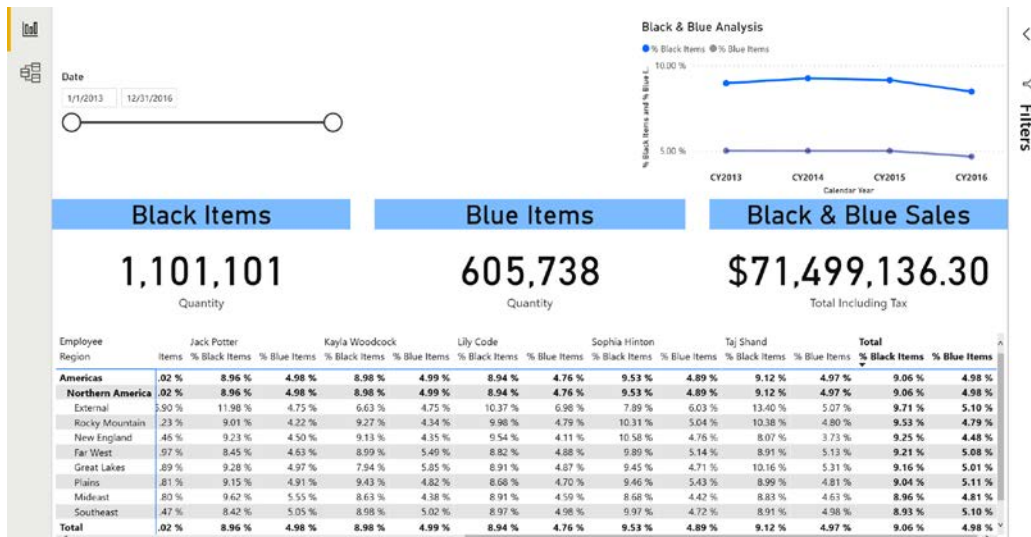 Black & Blue Analysis
% Black Items % Blue Items
Date
1/1/2013 12/31/2016
% Black Items and % Blue I...
10.00 %
5.00 %
CY2013 CY2014 CY2015 CY2016
Calendar Year
Filters
Black Items Blue Items Black & Blue Sales
1,101,101 605,738 $71,499,136.30
Quantity Quantity Total Including Tax
Employee Jack Potter Kayla Woodcock Lily Code Sophia Hinton Taj Shand Total
Region Items % Black Items % Blue Items % Black Items % Blue Items % Black Items % Blue Items % Black Items % Blue Items % Black Items % Blue Items % Black Items % Blue Items
Americas .02 % 8.96 % 4.98 % 8.98 % 4.99 % 8.94 % 4.76 % 9.53 % 4.89 % 9.12 % 4.97 % 9.06 % 4.98 %
Northern America .02 % 8.96 % 4.98 % 8.98 % 4.99 % 8.94 % 4.76 % 9.53 % 4.89 % 9.12 % 4.97 % 9.06 % 4.98 %
External .90 % 11.98 % 4.75 % 6.63 % 4.75 % 10.37 % 6.98 % 7.89 % 6.03 % 13.40 % 5.07 % 9.71 % 5.10 %
Rocky Mountain .23 % 9.01 % 4.22 % 9.27 % 4.34 % 9.98 % 4.79 % 10.31 % 5.04 % 10.38 % 4.80 % 9.53 % 4.79 %
New England .46 % 9.23 % 4.50 % 9.13 % 4.35 % 9.54 % 4.11 % 10.58 % 4.76 % 8.07 % 3.73 % 9.25 % 4.48 %
Far West .97 % 8.45 % 4.63 % 8.99 % 5.49 % 8.82 % 4.88 % 9.89 % 5.14 % 8.91 % 5.13 % 9.21 % 5.08 %
Great Lakes .89 % 9.28 % 4.97 % 7.94 % 5.85 % 8.91 % 4.87 % 9.45 % 4.71 % 10.16 % 5.31 % 9.16 % 5.01 %
Plains .81 % 9.15 % 4.91 % 9.43 % 4.82 % 8.68 % 4.70 % 9.46 % 5.43 % 8.99 % 4.81 % 9.04 % 5.11 %
Mideast .80 % 9.62 % 5.55 % 8.63 % 4.38 % 8.91 % 4.59 % 8.68 % 4.42 % 8.83 % 4.63 % 8.96 % 4.81 %
Southeast .47 % 8.42 % 5.05 % 8.98 % 5.02 % 8.97 % 4.98 % 9.97 % 4.72 % 8.91 % 4.98 % 8.93 % 5.10 %
Total .02 % 8.96 % 4.98 % 8.98 % 4.99 % 8.94 % 4.76 % 9.53 % 4.89 % 9.12 % 4.97 % 9.06 % 4.98 %